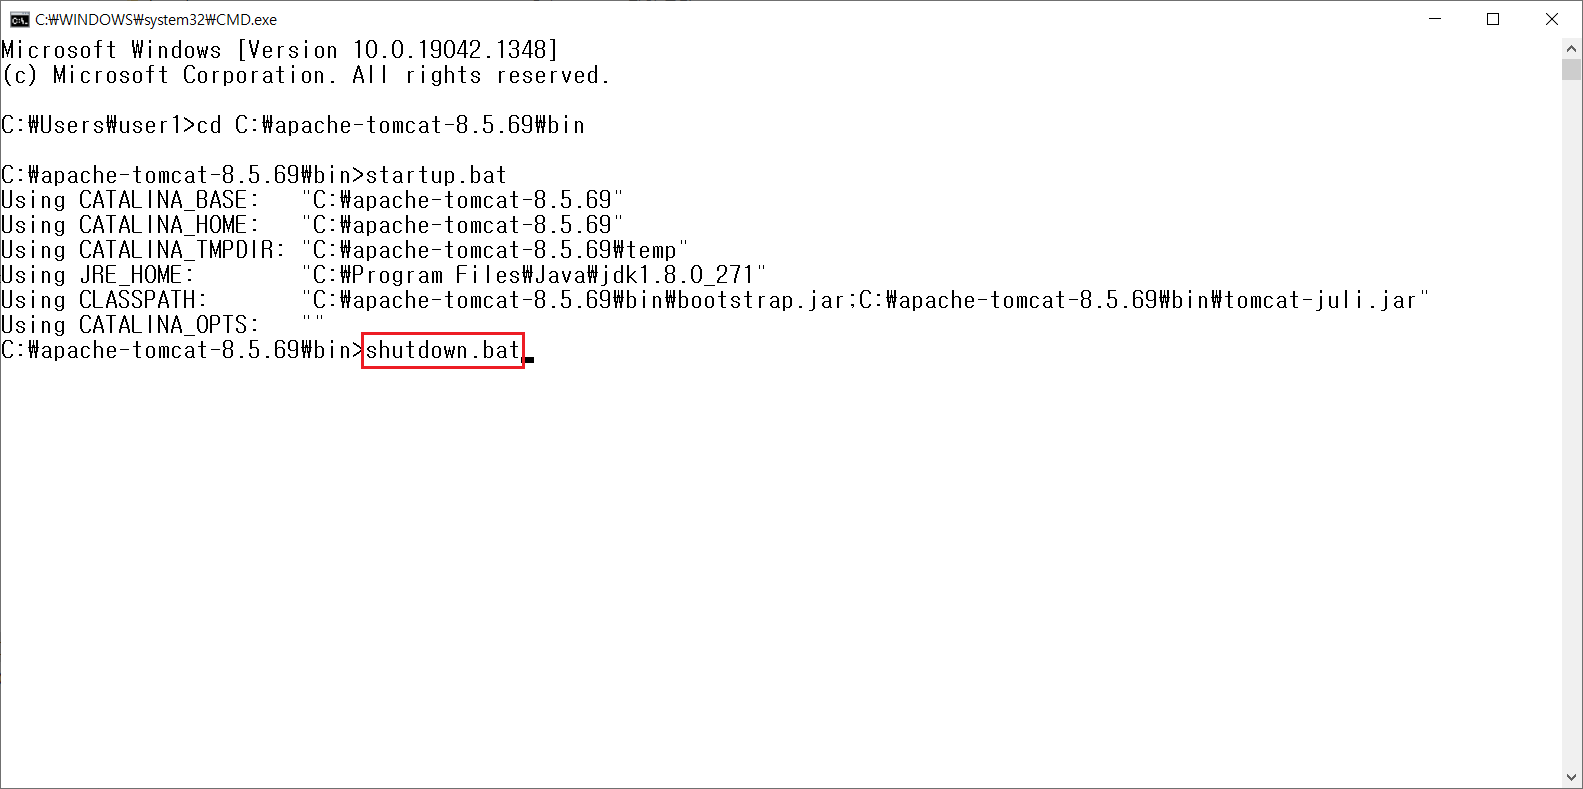 C:₩WINDOWS₩system32₩CMD.exe
Microsoft Windows [Version 10.0.19042.1348]
(c) Microsoft Corporation. All rights reserved.
C:₩Users₩user1>cd C:₩apache-tomcat-8.5.69₩bin
C:₩apache-tomcat-8.5.69₩bin>startup.bat
Using CATALINA_BASE:   "C:₩apache-tomcat-8.5.69"
Using CATALINA_HOME:   "C:₩apache-tomcat-8.5.69"
Using CATALINA_TMPDIR: "C:₩apache-tomcat-8.5.69₩temp"
Using JRE_HOME:        "C:₩Program Files₩Java₩jdk1.8.0_271"
Using CLASSPATH:       "C:₩apache-tomcat-8.5.69₩bin₩bootstrap.jar;C:₩apache-tomcat-8.5.69₩bin₩tomcat-juli.jar"
Using CATALINA_OPTS:   ""
C:₩apache-tomcat-8.5.69₩bin>shutdown.bat